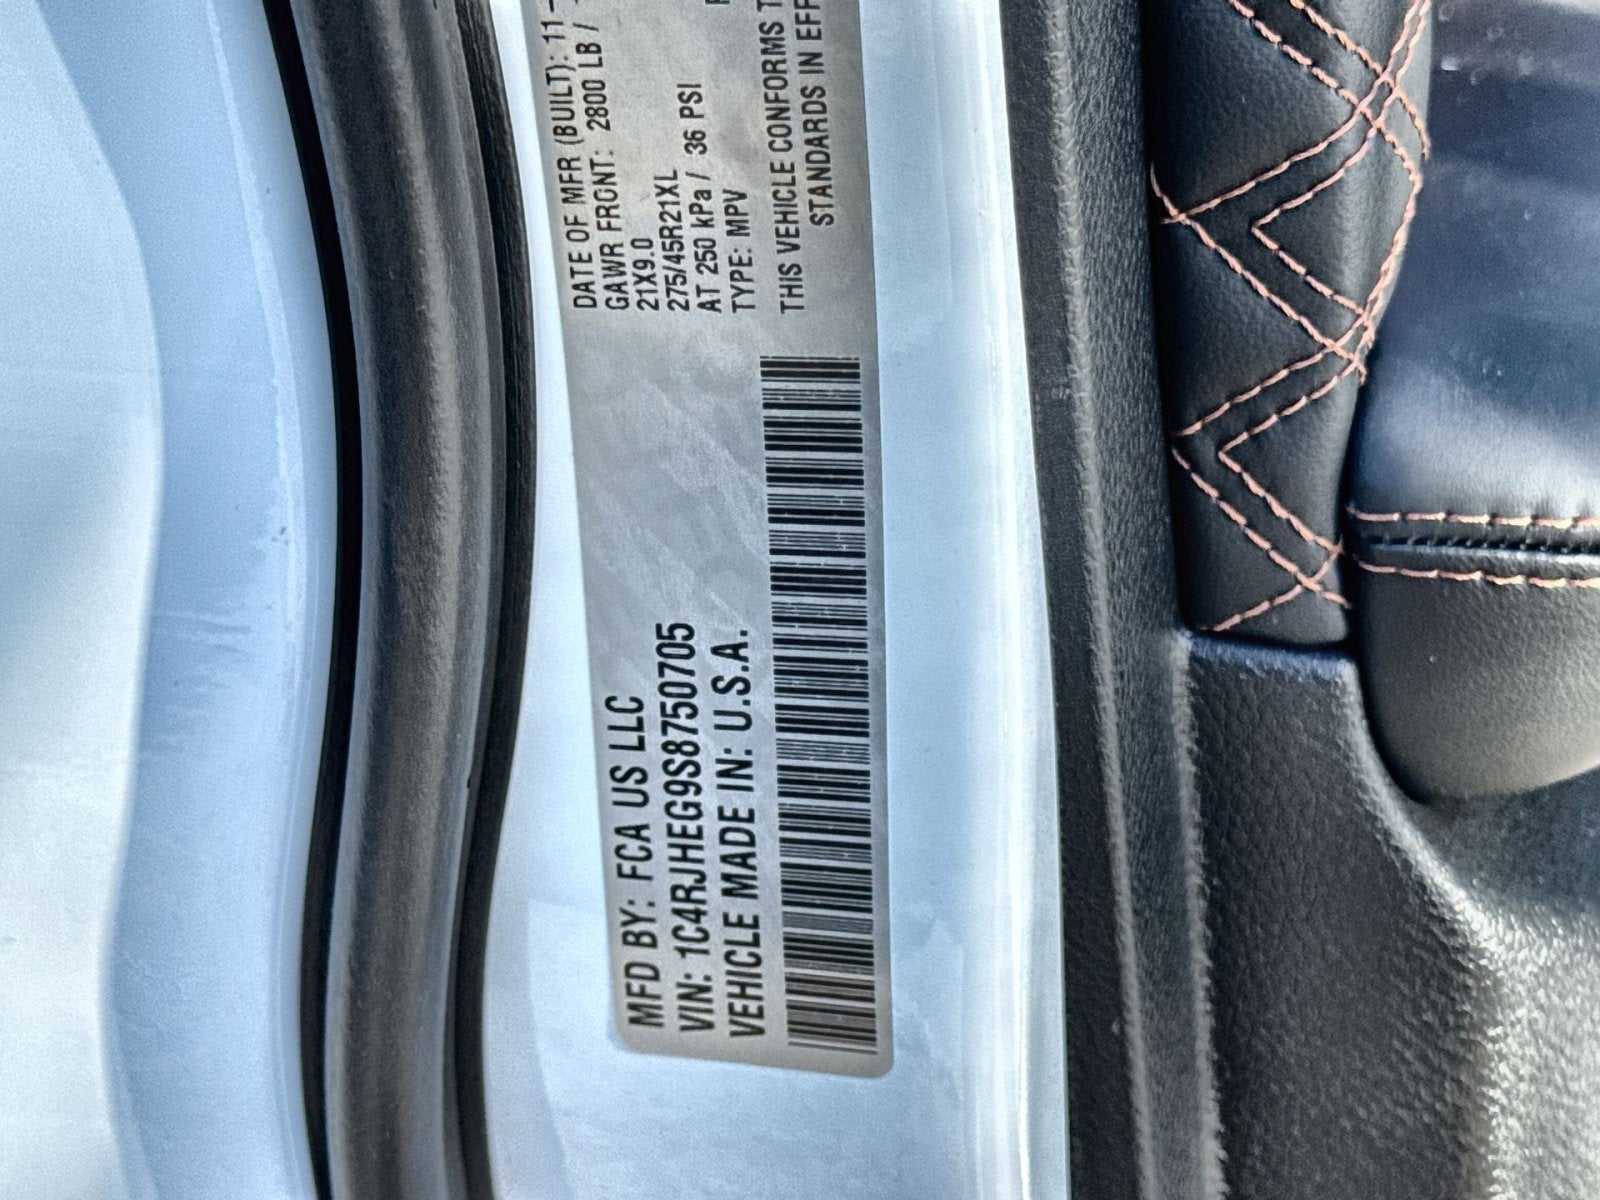 MFD BY: FCA US LLC
VIN: 1C4RJHEG9S8750705
VEHICLE MADE IN: U.S.A.
DATE OF MFR (BUILT): 11-
GAWR FRONT: 2800 LB /
21X9.0
275/45R21XL
AT 250 kPa / 36 PSI
TYPE: MPV
THIS VEHICLE CONFORMS T
STANDARDS IN EFF